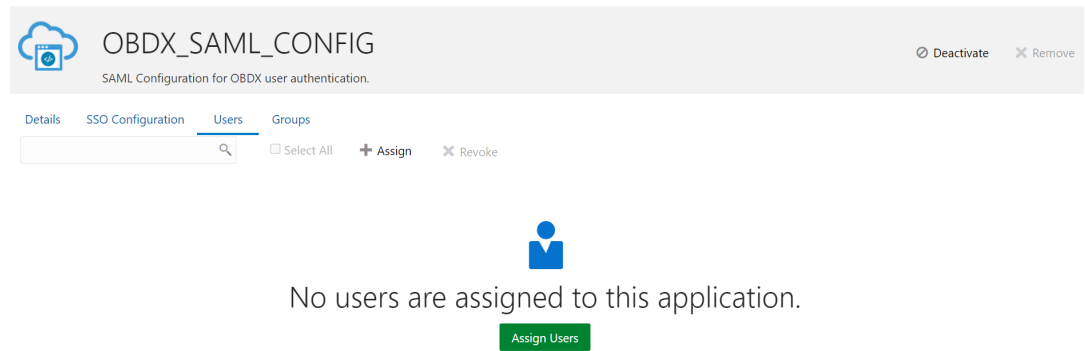 OBDX_SAML_CONFIG
SAML Configuration for OBDX user authentication.
Deactivate
Remove
Details
SSO Configuration
Users
Groups
Select All
Assign
Revoke
No users are assigned to this application.
Assign Users